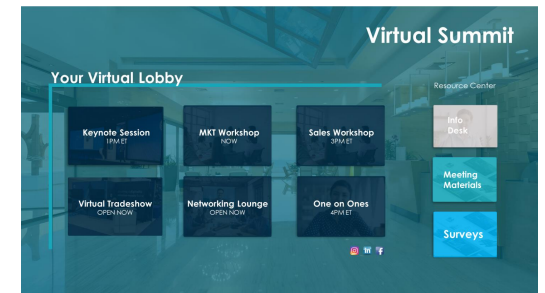 Virtual Summit
Your Virtual Lobby
Keynote Session
1PM ET
MKT Workshop
NOW
Sales Workshop
3PM ET
Virtual Tradeshow
OPEN NOW
Networking Lounge
OPEN NOW
One on Ones
4PM ET
Resource Center
Info
Desk
Meeting
Materials
Surveys
in